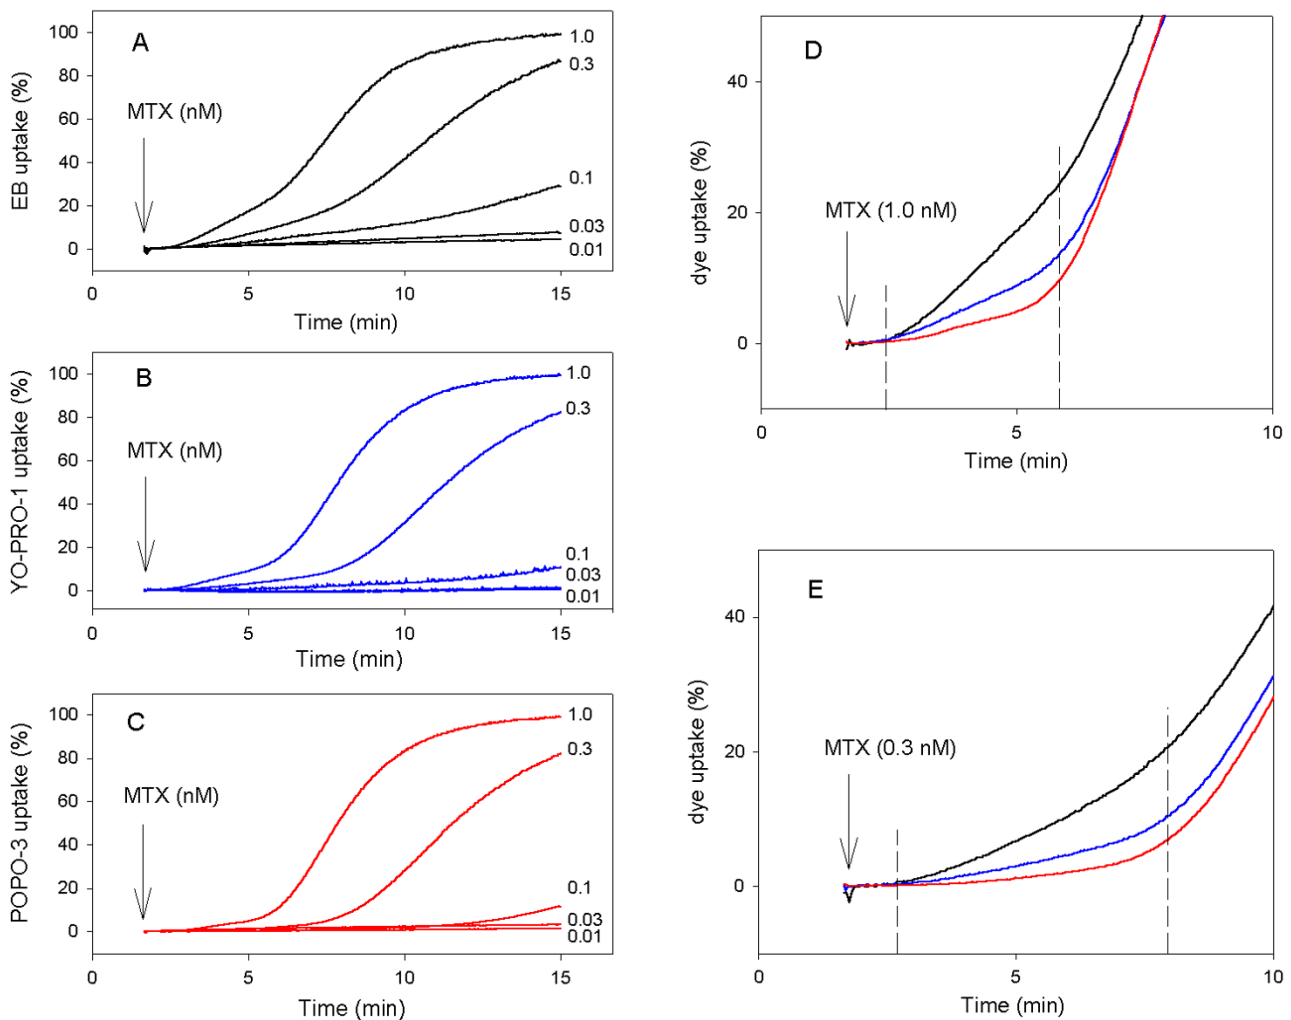 A
EB uptake (%)
100
80
60
40
20
0
MTX (nM)
1.0
0.3
0.1
0.03
0.01
0
5
10
15
Time (min)
B
YO-PRO-1 uptake (%)
100
80
60
40
20
0
MTX (nM)
1.0
0.3
0.1
0.03
0.01
0
5
10
15
Time (min)
C
POPO-3 uptake (%)
100
80
60
40
20
0
MTX (nM)
1.0
0.3
0.1
0.03
0.01
0
5
10
15
Time (min)
D
dye uptake (%)
40
20
0
MTX (1.0 nM)
0
5
10
Time (min)
E
dye uptake (%)
40
20
0
MTX (0.3 nM)
0
5
10
Time (min)